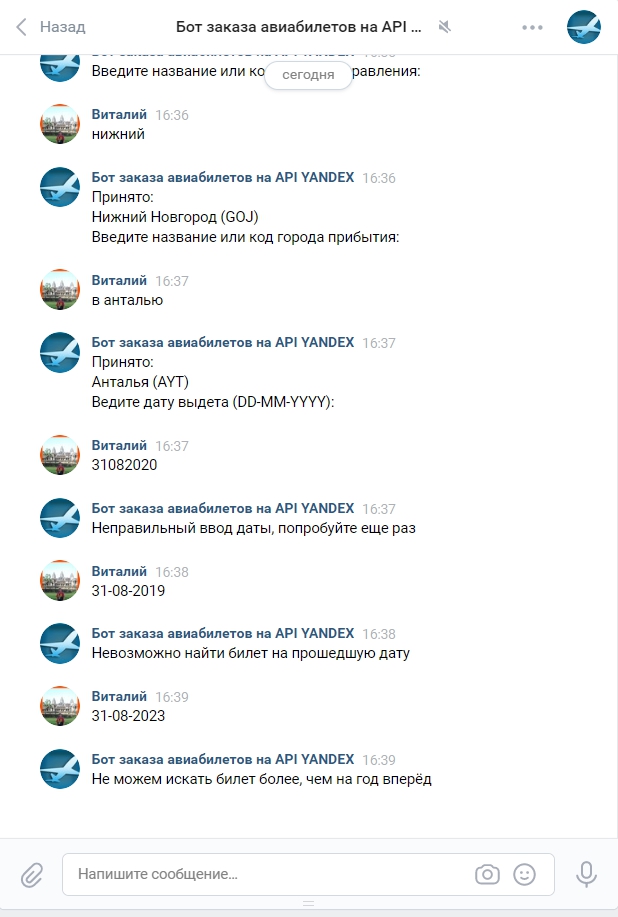 Назад
Бот заказа авиабилетов на API ...
Введите название или ко
равления:
сегодня
Виталий 16:36
нижний
Бот заказа авиабилетов на API YANDEX 16:36
Принято:
Нижний Новгород (GOJ)
Введите название или код города прибытия:
Виталий 16:37
в анталью
Бот заказа авиабилетов на API YANDEX 16:37
Принято:
Анталья (AYT)
Ведите дату выдета (DD-MM-YYYY):
Виталий 16:37
31082020
Бот заказа авиабилетов на API YANDEX 16:37
Неправильный ввод даты, попробуйте еще раз
Виталий 16:38
31-08-2019
Бот заказа авиабилетов на API YANDEX 16:38
Невозможно найти билет на прошедшую дату
Виталий 16:39
31-08-2023
Бот заказа авиабилетов на API YANDEX 16:39
Не можем искать билет более, чем на год вперёд
Напишите сообщение...